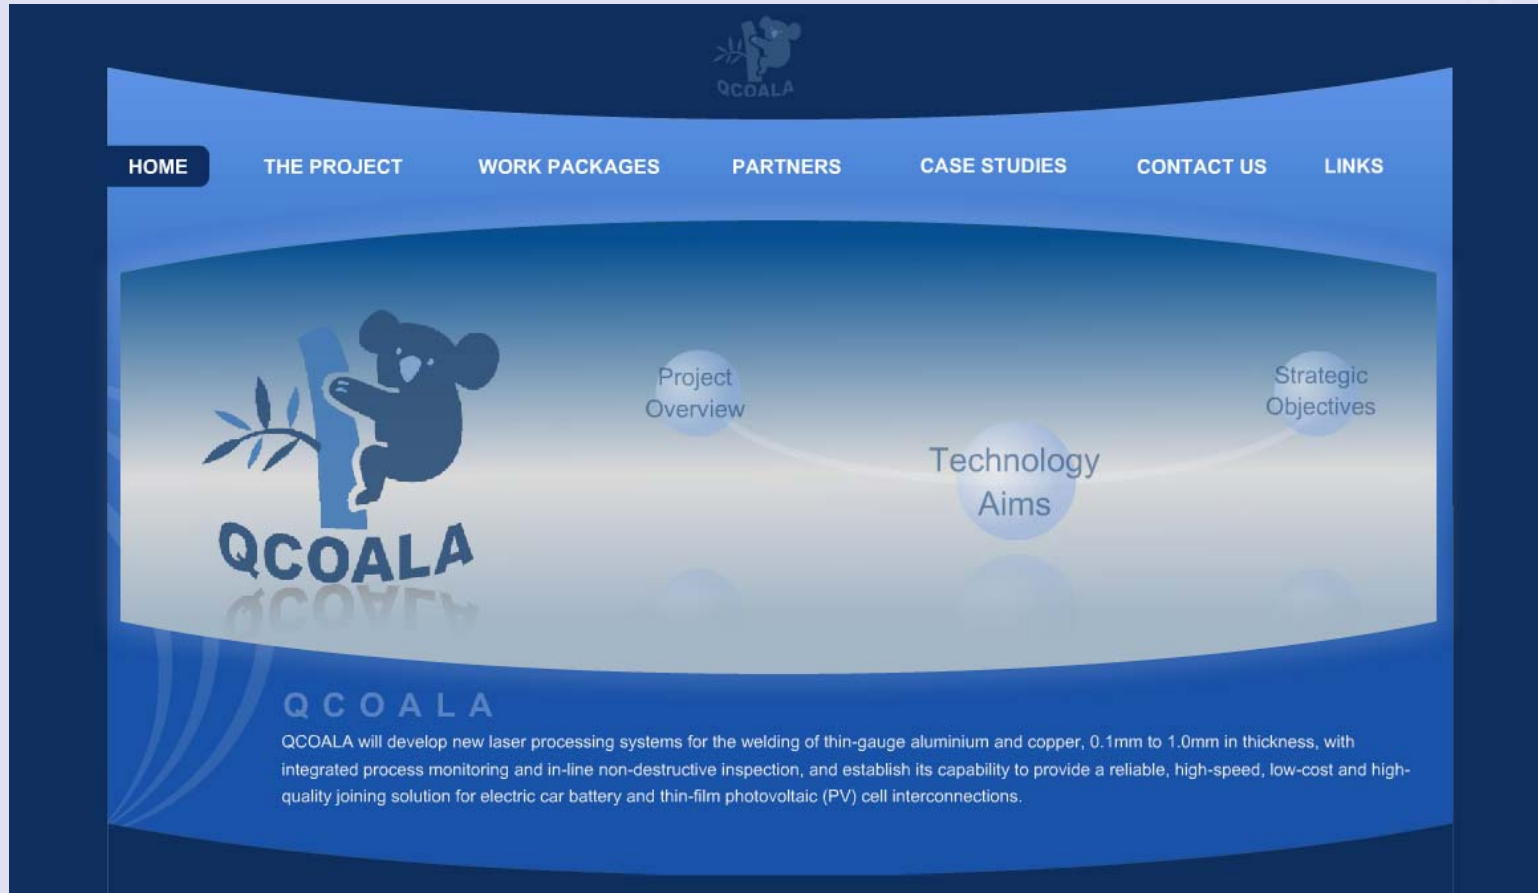 QCOALA
HOME THE PROJECT WORK PACKAGES PARTNERS CASE STUDIES CONTACT US LINKS
Project
Overview
Technology
Aims
Strategic
Objectives
QCOALA
QCOALA
QCOALA will develop new laser processing systems for the welding of thin-gauge aluminium and copper, 0.1mm to 1.0mm in thickness, with
integrated process monitoring and in-line non-destructive inspection, and establish its capability to provide a reliable, high-speed, low-cost and high-
quality joining solution for electric car battery and thin-film photovoltaic (PV) cell interconnections.